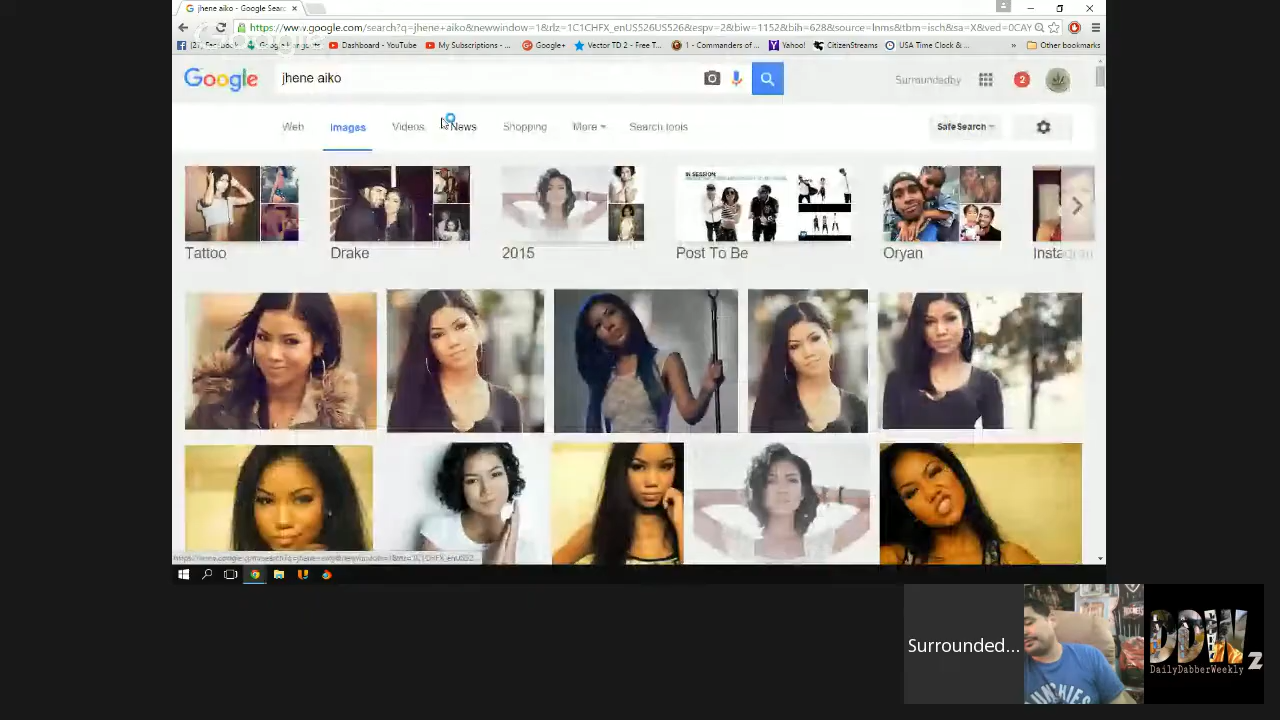 jhene aiko - Google Sear
https://www.google.com/search?q=jhene+aiko&newwindow=1&rlz=1C1CHFX_enUS526US526&espv=2&biw=1152&bih=628&source=lnms&tbm=isch&sa=X&ved=0CAY
Dashboard - YouTube
My Subscriptions - ...
Google+
Vector TD 2 - Free T...
1 - Commanders of ...
Yahoo!
CitizenStreams
USA Time Clock &...
»
Other bookmarks
Google
jhene aiko
Surroundedby
2
Web
Images
Videos
News
Shopping
More
Search tools
SafeSearch
IN SESSION:
Tattoo
Drake
2015
Post To Be
Oryan
Instagram
Surrounded...
DDWz
DailyDabberWeekly